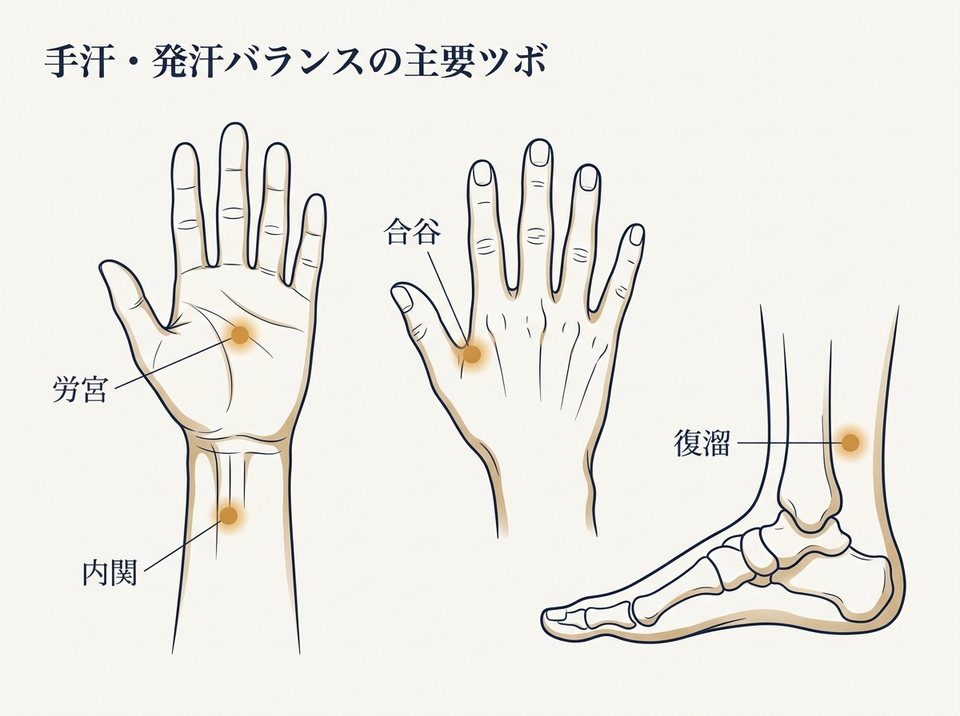 手汗・発汗バランスの主要ツボ
合谷
労宮
復溜
内関